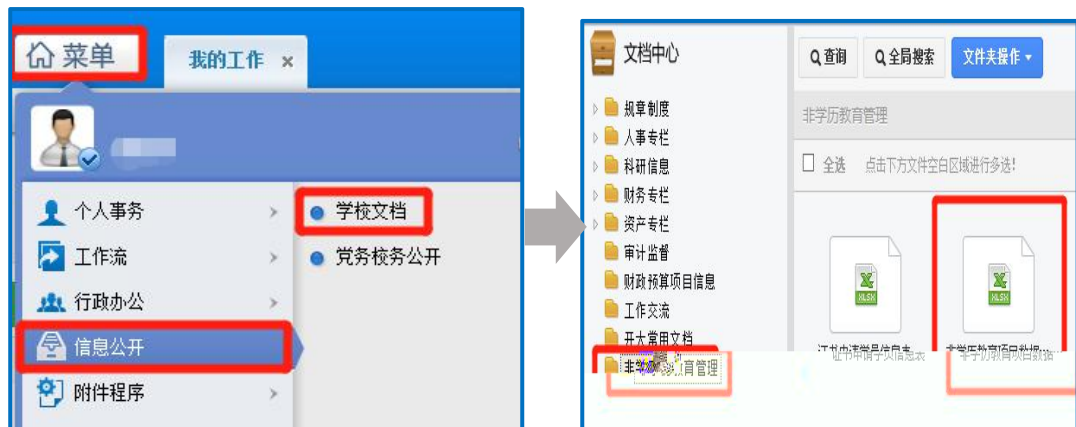 菜单
我的工作 ×
个人事务
工作流
行政办公
信息公开
附件程序
学校文档
党务校务公开
文档中心
查询
全局搜索
文件夹操作
规章制度
人事专栏
科研信息
财务专栏
资产专栏
审计监督
财政预算项目信息
工作交流
开大常用文档
育管理
非学历教育管理
全选 点击下方文件空白区域进行多选!
XLSX
XLSX